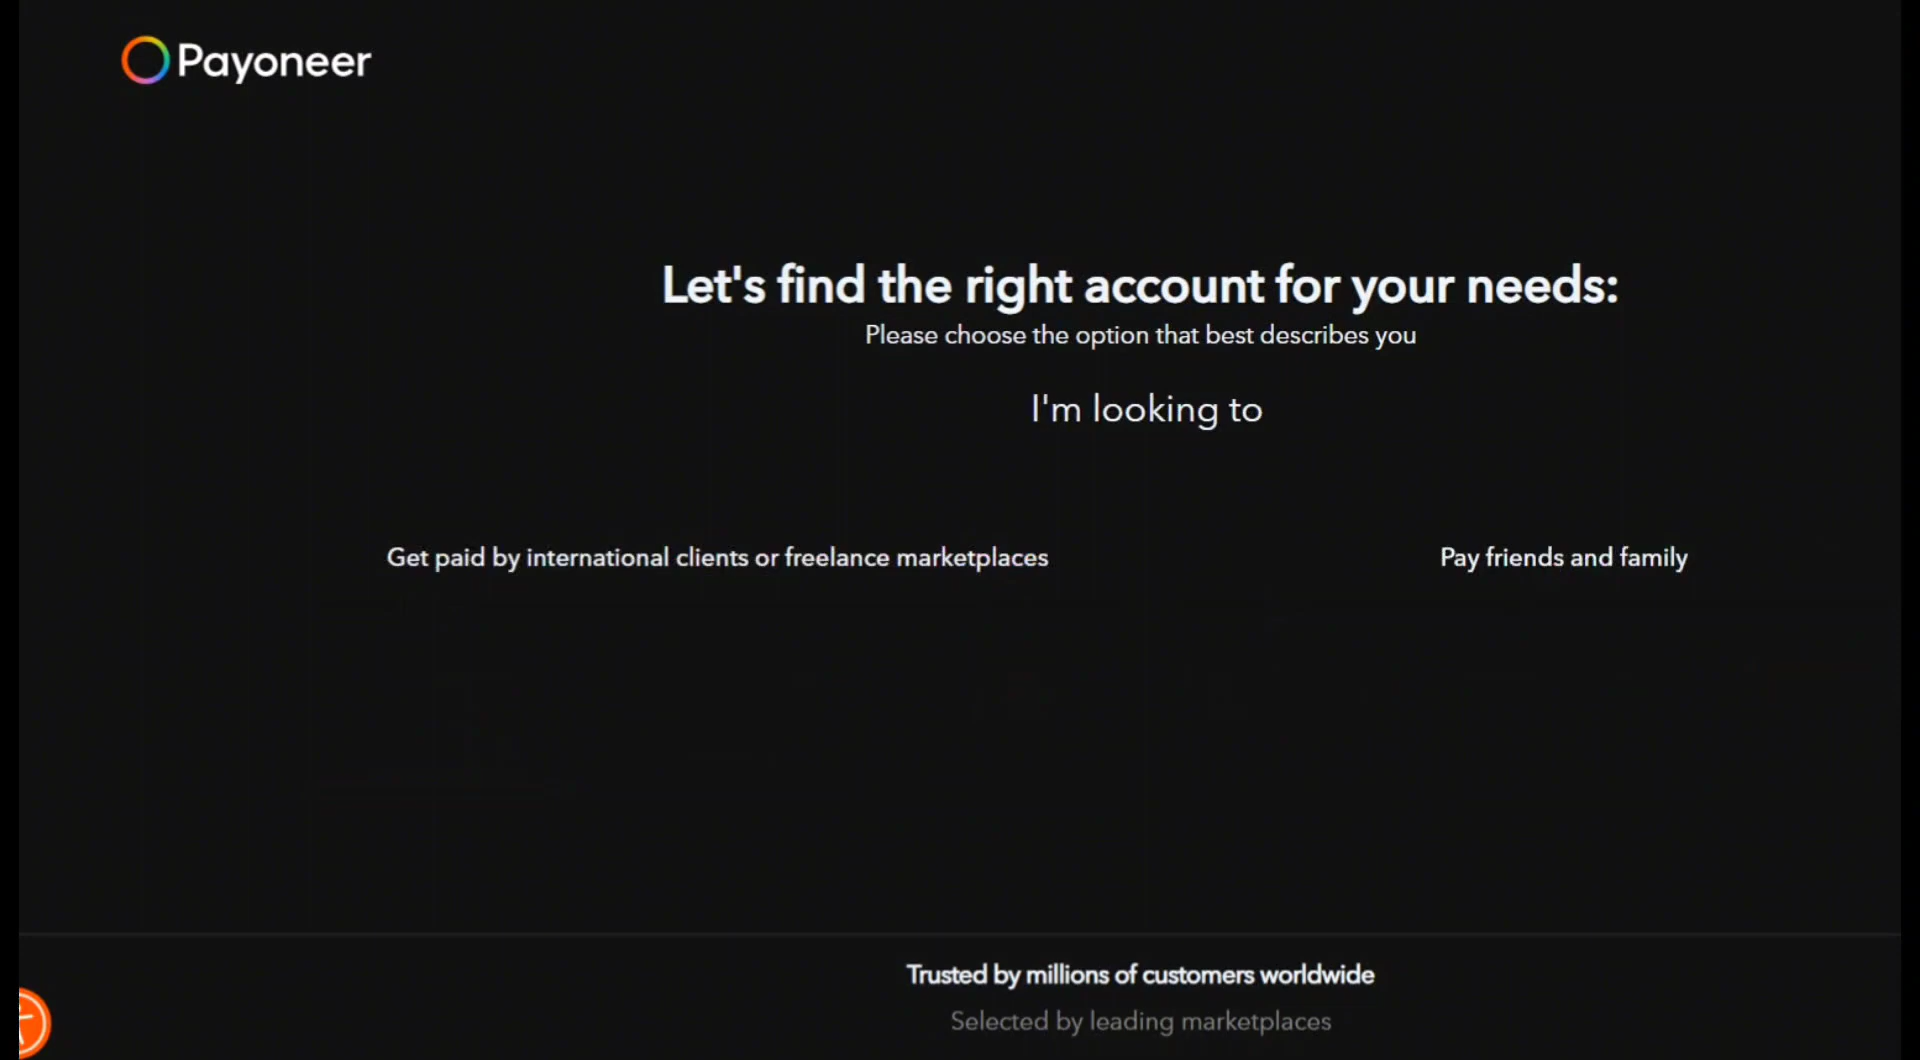 Payoneer
Let's find the right account for your needs:
Please choose the option that best describes you
I'm looking to
Get paid by international clients or freelance marketplaces
Pay friends and family
Trusted by millions of customers worldwide
Selected by leading marketplaces